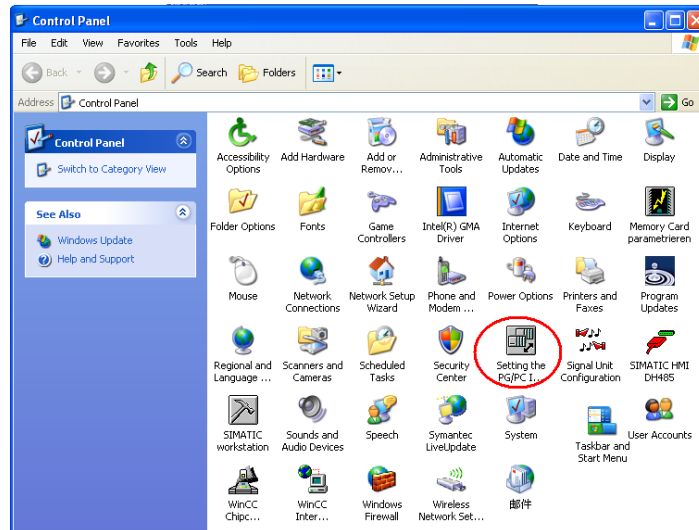 Control Panel
File Edit View Favorites Tools Help
Back Search Folders
Address Control Panel Go
Control Panel
Switch to Category View
See Also
Windows Update
Help and Support
Accessibility Options
Add Hardware
Add or Remov...
Administrative Tools
Automatic Updates
Date and Time
Display
Folder Options
Fonts
Game Controllers
Intel(R) GMA Driver
Internet Options
Keyboard
Memory Card parametrieren
Mouse
Network Connections
Network Setup Wizard
Phone and Modem ...
Power Options
Printers and Faxes
Program Updates
Regional and Language ...
Scanners and Cameras
Scheduled Tasks
Security Center
Setting the PG/PC I...
Signal Unit Configuration
SIMATIC HMI DH485
SIMATIC workstation
Sounds and Audio Devices
Speech
Symantec LiveUpdate
System
Taskbar and Start Menu
User Accounts
WinCC Chipc...
WinCC Inter...
Windows Firewall
Wireless Network Set...
邮件